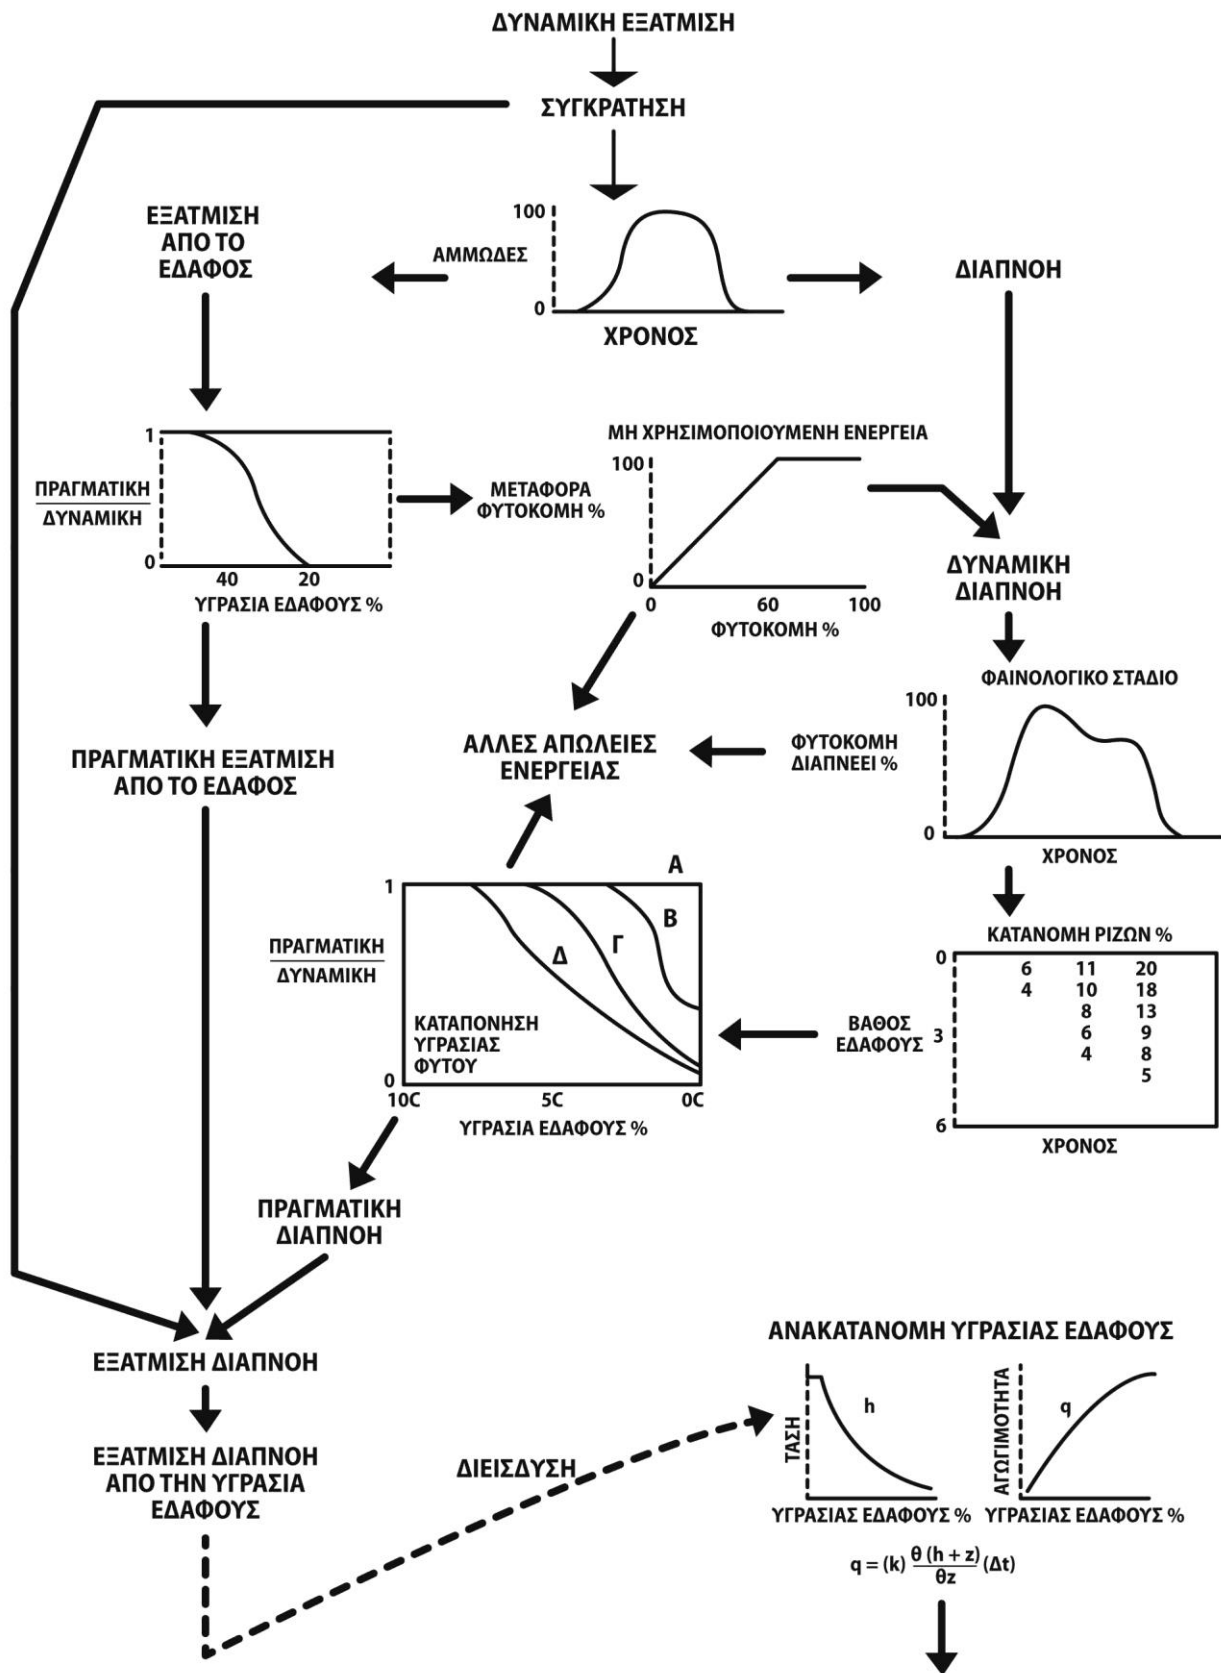 ΔΥΝΑΜΙΚΗ ΕΞΑΤΜΙΣΗ
ΣΥΓΚΡΑΤΗΣΗ
ΕΞΑΤΜΙΣΗ
ΑΠΟ ΤΟ
ΕΔΑΦΟΣ
ΑΜΜΩΔΕΣ
100
0
ΧΡΟΝΟΣ
ΔΙΑΠΝΟΗ
ΠΡΑΓΜΑΤΙΚΗ
ΔΥΝΑΜΙΚΗ
1
0
40 20
ΥΓΡΑΣΙΑ ΕΔΑΦΟΥΣ %
ΜΕΤΑΦΟΡΑ
ΦΥΤΟΚΟΜΗ %
ΜΗ ΧΡΗΣΙΜΟΠΟΙΟΥΜΕΝΗ ΕΝΕΡΓΕΙΑ
100
0
0 60 100
ΦΥΤΟΚΟΜΗ %
ΔΥΝΑΜΙΚΗ
ΔΙΑΠΝΟΗ
ΦΑΙΝΟΛΟΓΙΚΟ ΣΤΑΔΙΟ
100
0
ΧΡΟΝΟΣ
ΦΥΤΟΚΟΜΗ
ΔΙΑΠΝΕΕΙ %
ΑΛΛΕΣ ΑΠΩΛΕΙΕΣ
ΕΝΕΡΓΕΙΑΣ
ΠΡΑΓΜΑΤΙΚΗ ΕΞΑΤΜΙΣΗ
ΑΠΟ ΤΟ ΕΔΑΦΟΣ
ΠΡΑΓΜΑΤΙΚΗ
ΔΥΝΑΜΙΚΗ
1
0
Α
Β
Γ
Δ
ΚΑΤΑΠΟΝΗΣΗ
ΥΓΡΑΣΙΑΣ
ΦΥΤΟΥ
10C 5C 0C
ΥΓΡΑΣΙΑ ΕΔΑΦΟΥΣ %
ΚΑΤΑΝΟΜΗ ΡΙΖΩΝ %
0
3
6
6 11 20
4 10 18
8 13
6 9
4 8
5
ΧΡΟΝΟΣ
ΒΑΘΟΣ
ΕΔΑΦΟΥΣ
ΠΡΑΓΜΑΤΙΚΗ
ΔΙΑΠΝΟΗ
ΕΞΑΤΜΙΣΗ ΔΙΑΠΝΟΗ
ΕΞΑΤΜΙΣΗ ΔΙΑΠΝΟΗ
ΑΠΟ ΤΗΝ ΥΓΡΑΣΙΑ
ΕΔΑΦΟΥΣ
ΔΙΕΙΣΔΥΣΗ
ΑΝΑΚΑΤΑΝΟΜΗ ΥΓΡΑΣΙΑΣ ΕΔΑΦΟΥΣ
ΤΑΣΗ
h
ΥΓΡΑΣΙΑΣ ΕΔΑΦΟΥΣ %
ΑΓΩΓΙΜΟΤΗΤΑ
q
ΥΓΡΑΣΙΑΣ ΕΔΑΦΟΥΣ %
q = (k) θ (h + z) / θz (Δt)